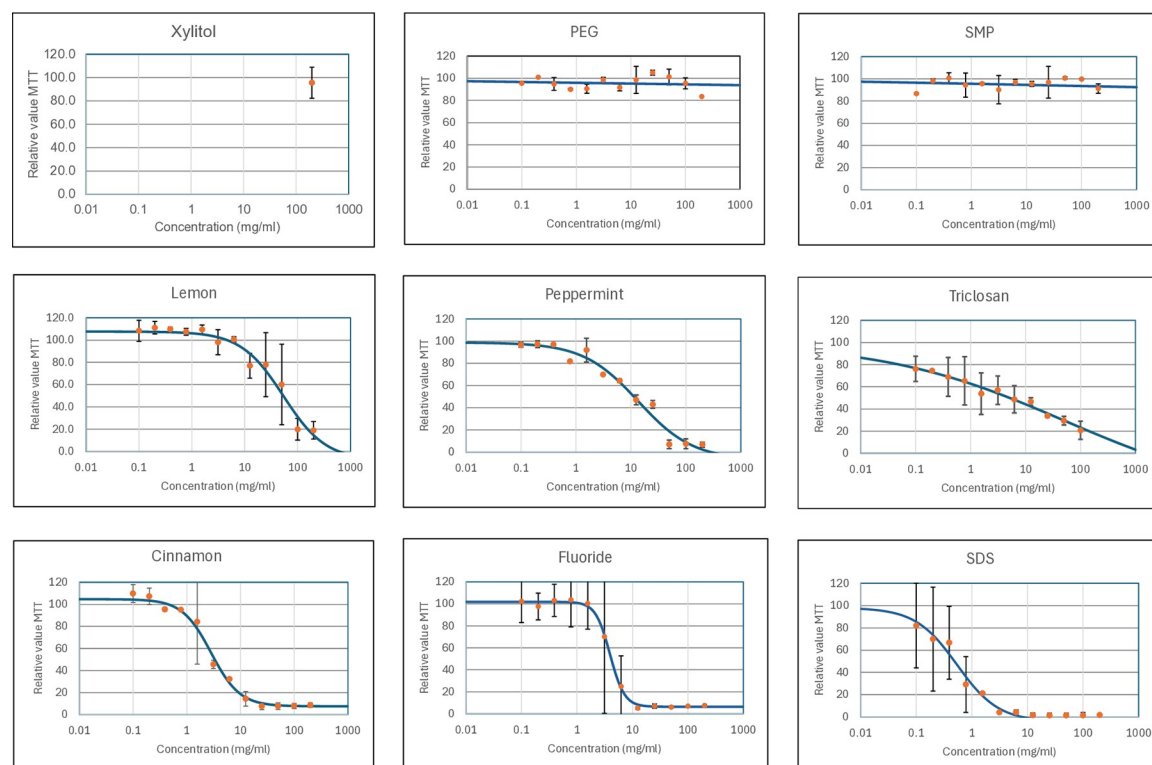 Xylitol
Relative value MTT
120.0
100.0
80.0
60.0
40.0
20.0
0.0
0.01 0.1 1 10 100 1000
Concentration (mg/ml)
PEG
Relative value MTT
120
100
80
60
40
20
0
0.01 0.1 1 10 100 1000
Concentration (mg/ml)
SMP
Relative value MTT
120
100
80
60
40
20
0
0.01 0.1 1 10 100 1000
Concentration (mg/ml)
Lemon
Relative value MTT
120.0
100.0
80.0
60.0
40.0
20.0
0.0
0.01 0.1 1 10 100 1000
Concentration (mg/ml)
Peppermint
Relative value MTT
120
100
80
60
40
20
0
0.01 0.1 1 10 100 1000
Concentration (mg/ml)
Triclosan
Relative value MTT
120
100
80
60
40
20
0
0.01 0.1 1 10 100 1000
Concentration (mg/ml)
Cinnamon
Relative value MTT
120
100
80
60
40
20
0
0.01 0.1 1 10 100 1000
Concentration (mg/ml)
Fluoride
Relative value MTT
120
100
80
60
40
20
0
0.01 0.1 1 10 100 1000
Concentration (mg/ml)
SDS
Relative value MTT
120
100
80
60
40
20
0
0.01 0.1 1 10 100 1000
Concentration (mg/ml)